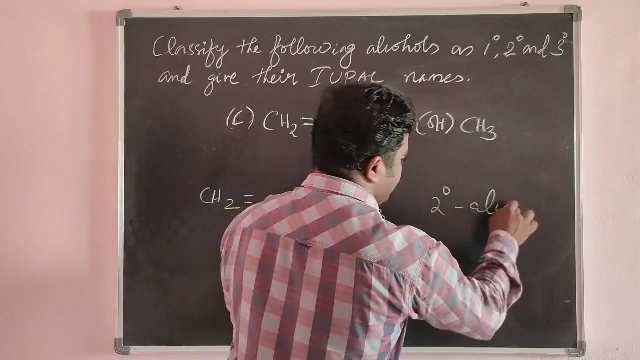 Classify the following alcohols as 1°, 2° and 3°
and give their IUPAC names.
(c) CH2= (OH) CH3
CH2= 2° - al